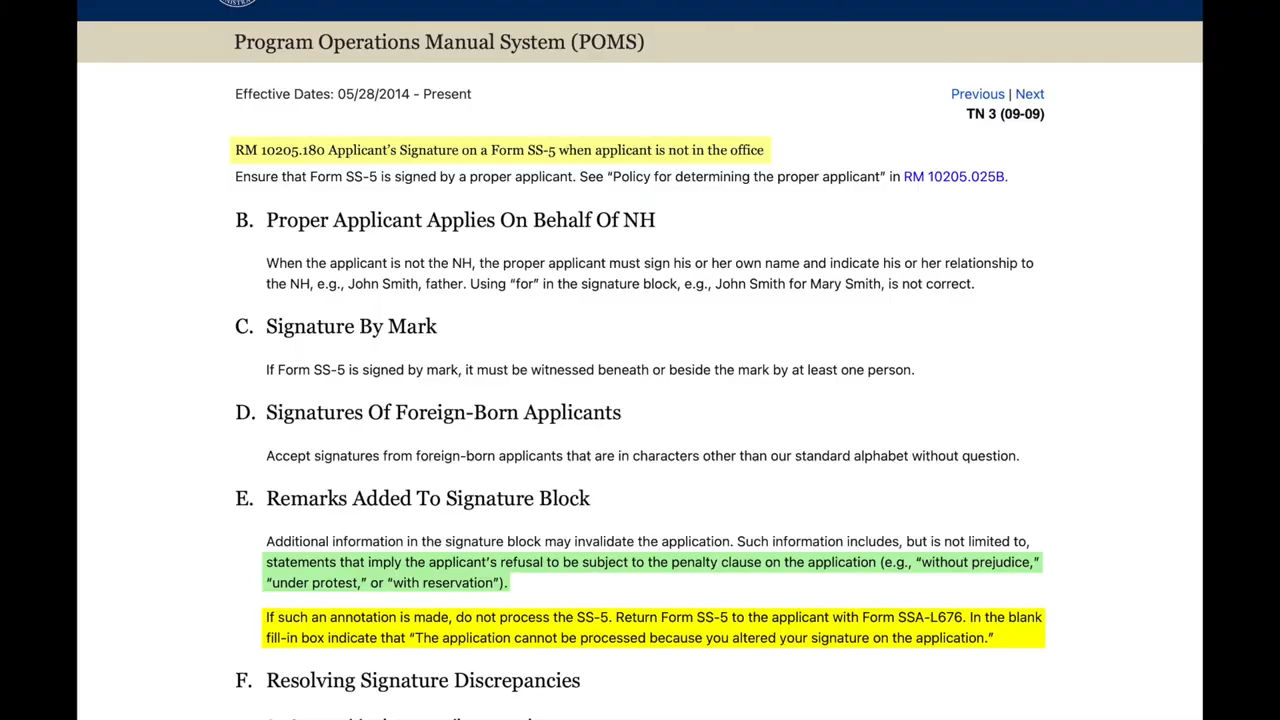 Program Operations Manual System (POMS)
Effective Dates: 05/28/2014 - Present
Previous | Next
TN 3 (09-09)
RM 10205.180 Applicant's Signature on a Form SS-5 when applicant is not in the office
Ensure that Form SS-5 is signed by a proper applicant. See “Policy for determining the proper applicant” in RM 10205.025B.
B. Proper Applicant Applies On Behalf Of NH
When the applicant is not the NH, the proper applicant must sign his or her own name and indicate his or her relationship to
the NH, e.g., John Smith, father. Using “for” in the signature block, e.g., John Smith for Mary Smith, is not correct.
C. Signature By Mark
If Form SS-5 is signed by mark, it must be witnessed beneath or beside the mark by at least one person.
D. Signatures Of Foreign-Born Applicants
Accept signatures from foreign-born applicants that are in characters other than our standard alphabet without question.
E. Remarks Added To Signature Block
Additional information in the signature block may invalidate the application. Such information includes, but is not limited to,
statements that imply the applicant's refusal to be subject to the penalty clause on the application (e.g., “without prejudice,”
“under protest,” or “with reservation”).
If such an annotation is made, do not process the SS-5. Return Form SS-5 to the applicant with Form SSA-L676. In the blank
fill-in box indicate that “The application cannot be processed because you altered your signature on the application.”
F. Resolving Signature Discrepancies